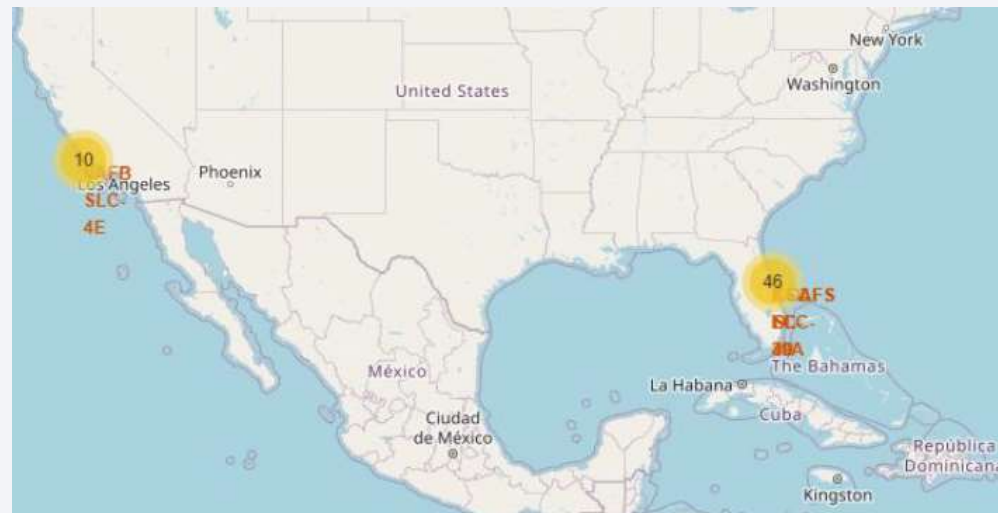 New York
Washington
United States
10
Phoenix
Los Angeles
SLC-
4E
46
The Bahamas
México
La Habana
Cuba
Ciudad
de México
República
Dominicana
Kingston